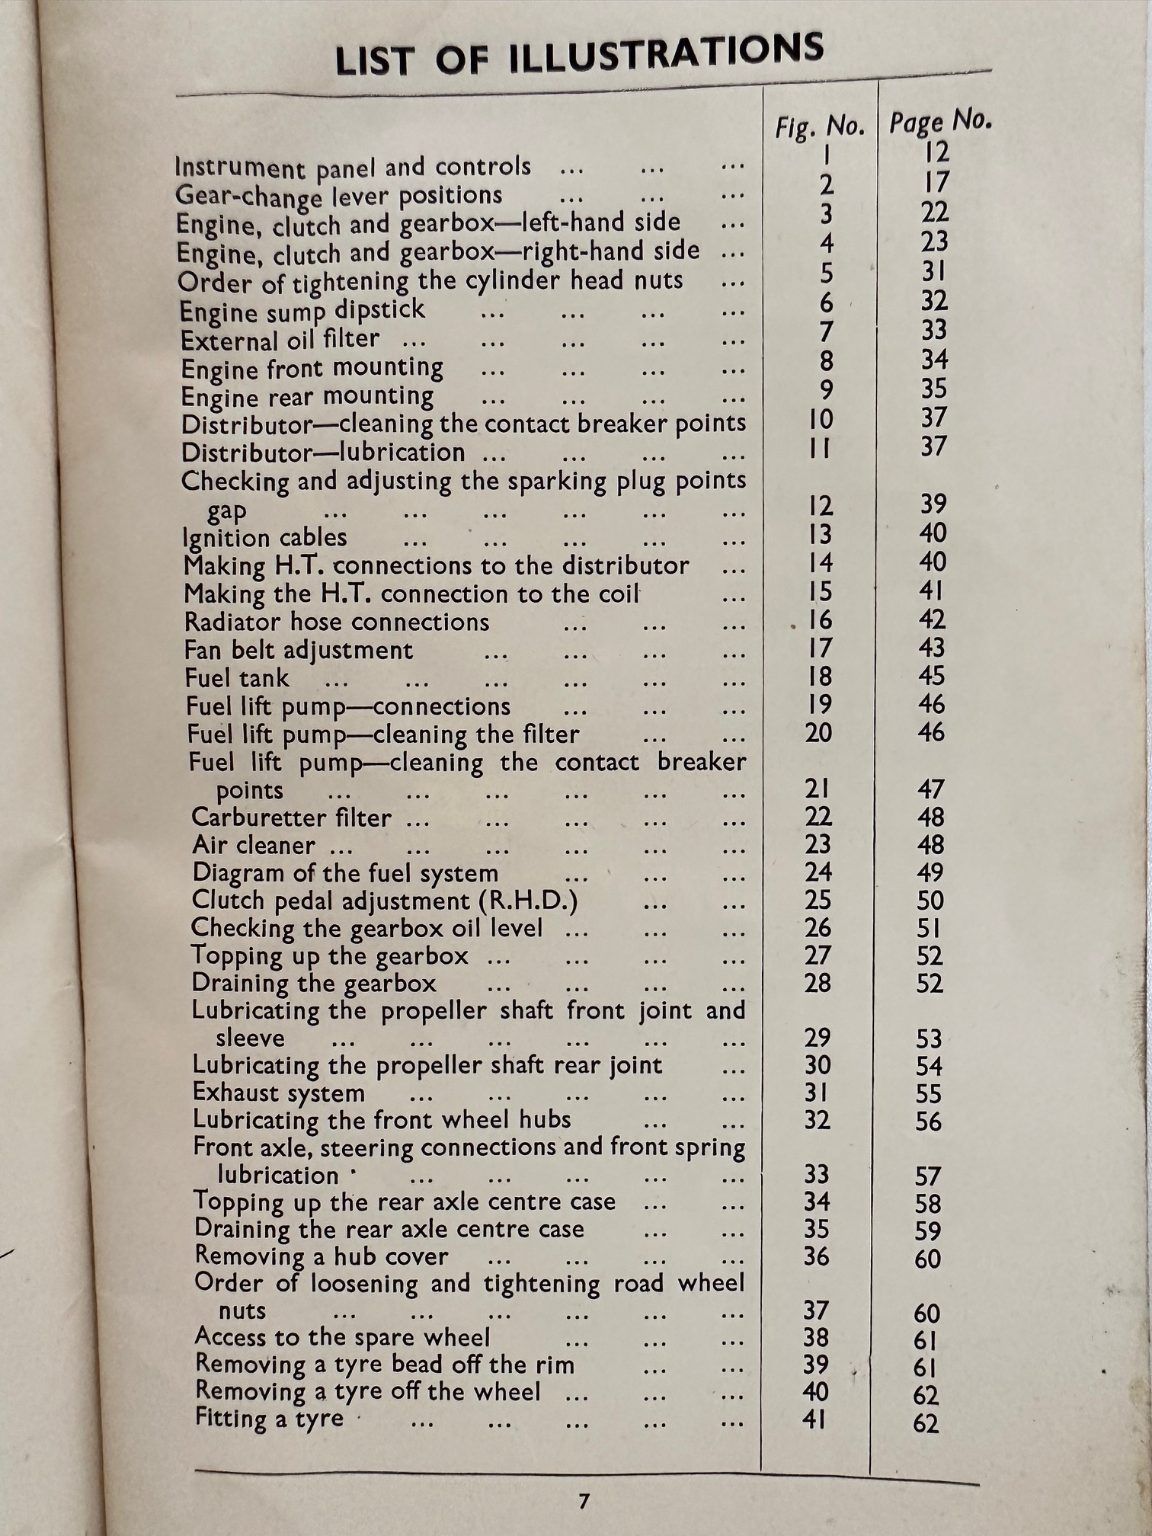 LIST OF ILLUSTRATIONS
Fig. No. Page No.
Instrument panel and controls ... ... ... 1 12
Gear-change lever positions ... ... ... 2 17
Engine, clutch and gearbox—left-hand side ... 3 22
Engine, clutch and gearbox—right-hand side ... 4 23
Order of tightening the cylinder head nuts ... 5 31
Engine sump dipstick ... ... ... ... 6 32
External oil filter ... ... ... ... ... 7 33
Engine front mounting ... ... ... ... 8 34
Engine rear mounting ... ... ... ... 9 35
Distributor—cleaning the contact breaker points 10 37
Distributor—lubrication ... ... ... ... 11 37
Checking and adjusting the sparking plug points
gap ... ... ... ... ... ... 12 39
Ignition cables ... ... ... ... ... 13 40
Making H.T. connections to the distributor ... 14 40
Making the H.T. connection to the coil ... 15 41
Radiator hose connections ... ... ... 16 42
Fan belt adjustment ... ... ... ... 17 43
Fuel tank ... ... ... ... ... ... 18 45
Fuel lift pump—connections ... ... ... 19 46
Fuel lift pump—cleaning the filter ... ... 20 46
Fuel lift pump—cleaning the contact breaker
points ... ... ... ... ... ... 21 47
Carburetter filter ... ... ... ... ... 22 48
Air cleaner ... ... ... ... ... ... 23 48
Diagram of the fuel system ... ... ... 24 49
Clutch pedal adjustment (R.H.D.) ... ... 25 50
Checking the gearbox oil level ... ... ... 26 51
Topping up the gearbox ... ... ... ... 27 52
Draining the gearbox ... ... ... ... 28 52
Lubricating the propeller shaft front joint and
sleeve ... ... ... ... ... ... 29 53
Lubricating the propeller shaft rear joint ... 30 54
Exhaust system ... ... ... ... ... 31 55
Lubricating the front wheel hubs ... ... 32 56
Front axle, steering connections and front spring
lubrication ... ... ... ... ... 33 57
Topping up the rear axle centre case ... ... 34 58
Draining the rear axle centre case ... ... 35 59
Removing a hub cover ... ... ... ... 36 60
Order of loosening and tightening road wheel
nuts ... ... ... ... ... ... 37 60
Access to the spare wheel ... ... ... 38 61
Removing a tyre bead off the rim ... ... 39 61
Removing a tyre off the wheel ... ... ... 40 62
Fitting a tyre ... ... ... ... ... 41 62
7